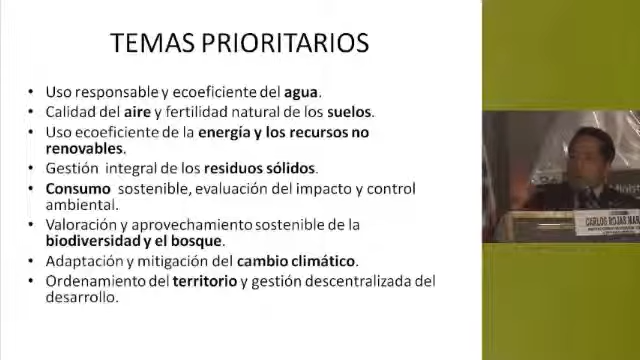 TEMAS PRIORITARIOS
• Uso responsable y ecoeficiente del agua.
• Calidad del aire y fertilidad natural de los suelos.
• Uso ecoeficiente de la energía y los recursos no
renovables.
• Gestión integral de los residuos sólidos.
• Consumo sostenible, evaluación del impacto y control
ambiental.
• Valoración y aprovechamiento sostenible de la
biodiversidad y el bosque.
• Adaptación y mitigación del cambio climático.
• Ordenamiento del territorio y gestión descentralizada del
desarrollo.
CARLOS ROJAS